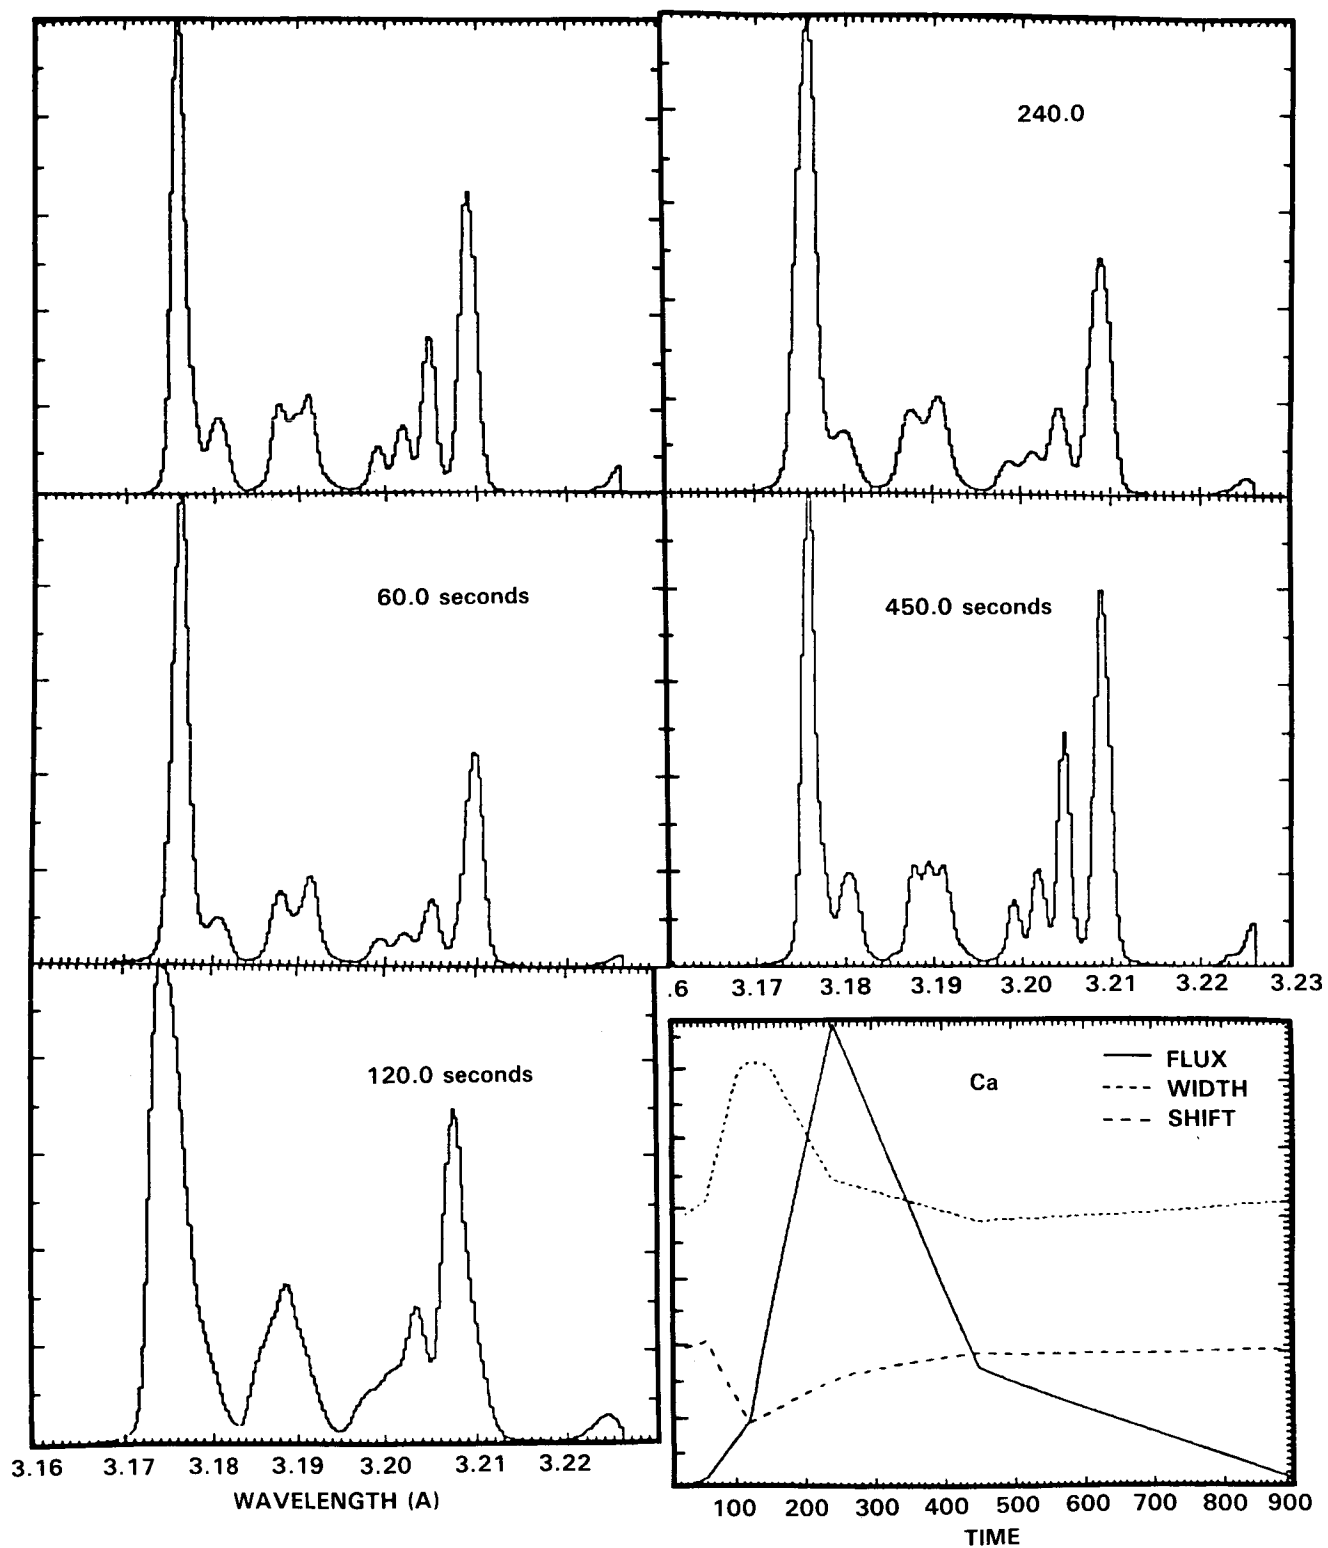 240.0
60.0 seconds
450.0 seconds
.6 3.17 3.18 3.19 3.20 3.21 3.22 3.23
120.0 seconds
Ca
FLUX
WIDTH
SHIFT
3.16 3.17 3.18 3.19 3.20 3.21 3.22
WAVELENGTH (A)
100 200 300 400 500 600 700 800 900
TIME